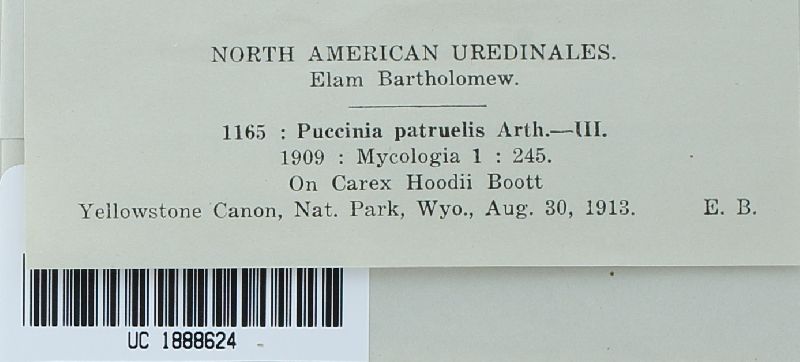 NORTH AMERICAN UREDINALES.
Elam Bartholomew.
1165 : Puccinia patruelis Arth.—III.
1909 : Mycologia 1 : 245.
On Carex Hoodii Boott
Yellowstone Canon, Nat. Park, Wyo., Aug. 30, 1913. E. B.
UC 1888624